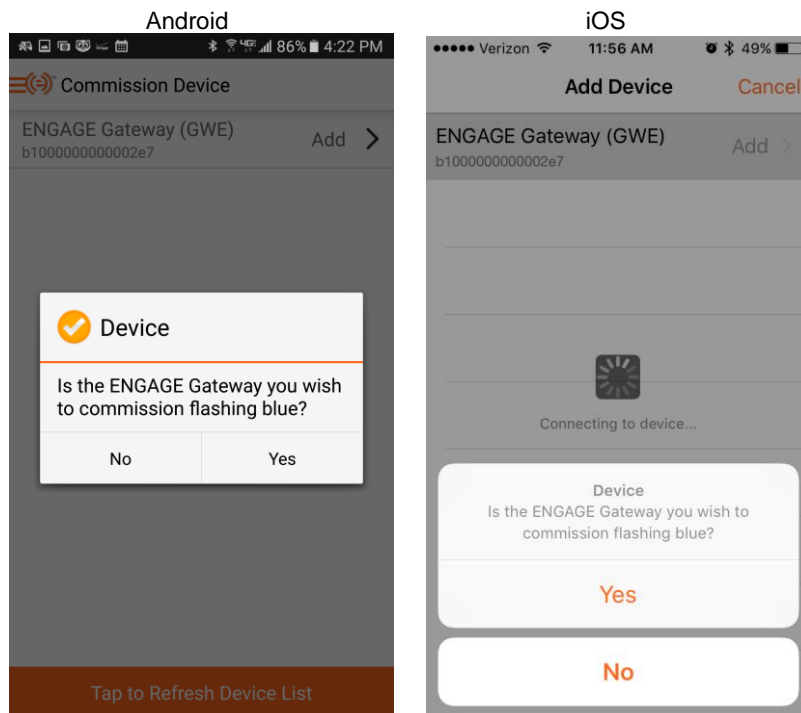 Android
86% 4:22 PM
Commission Device
ENGAGE Gateway (GWE)
Add
b1000000000002e7
Device
Is the ENGAGE Gateway you wish
to commission flashing blue?
No Yes
Tap to Refresh Device List
iOS
Verizon 11:56 AM 49%
Add Device Cancel
ENGAGE Gateway (GWE)
Add
b1000000000002e7
Connecting to device...
Device
Is the ENGAGE Gateway you wish to
commission flashing blue?
Yes
No